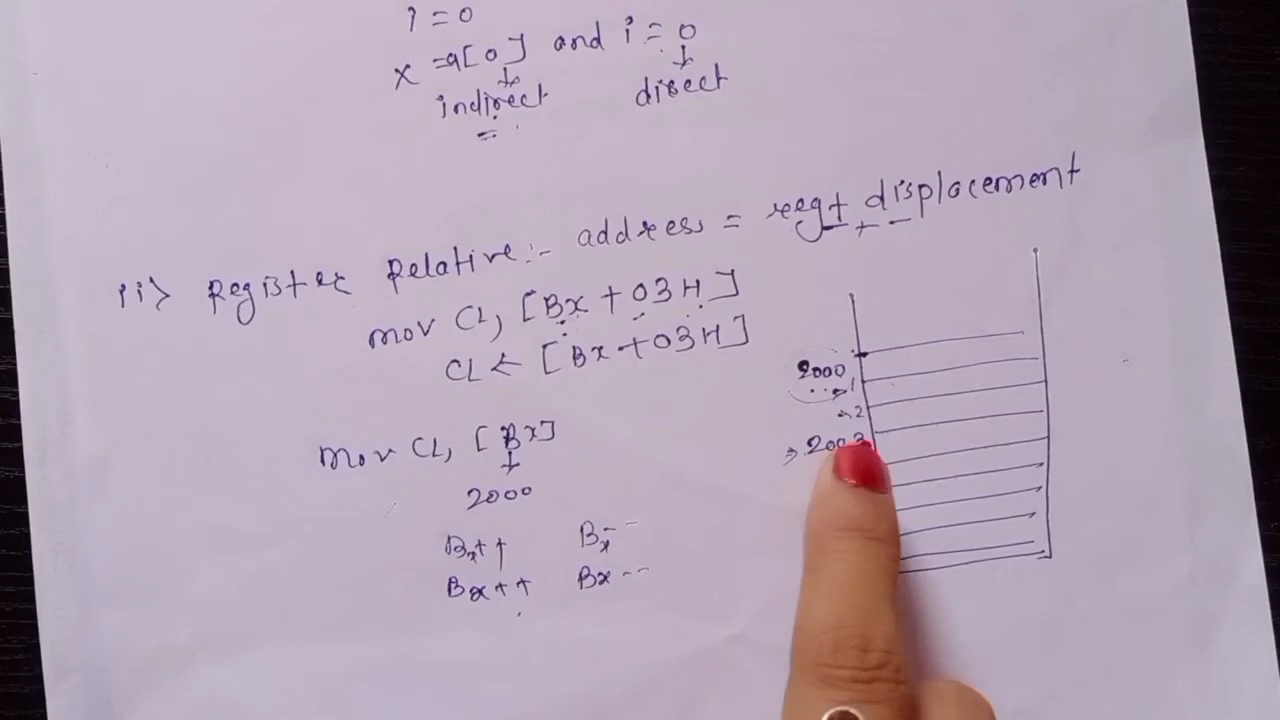 i = 0
x = a[0] and i = 0
indirect direct
ii> Register Relative:- address = reg + displacement
mov CL, [Bx + 03H]
CL ← [Bx + 03H]
2000
1
2
mov CL, [Bx]
⇒ 2003
2000
Bx++ Bx--
Bx++ Bx--